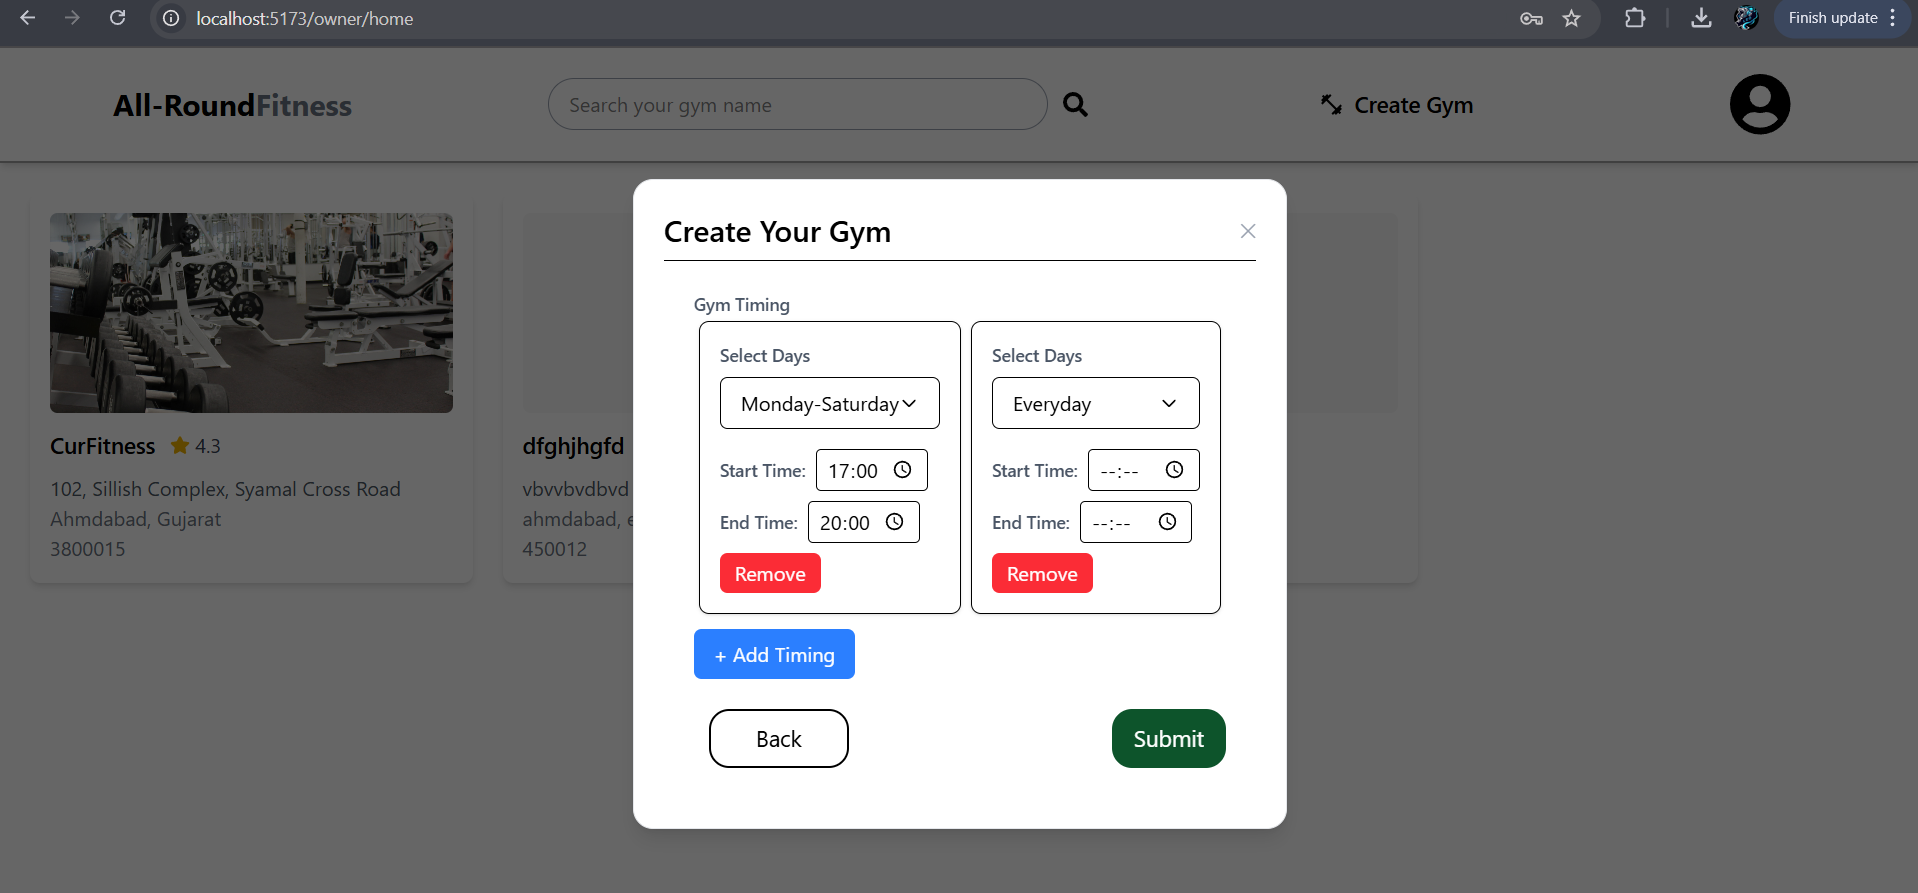 localhost:5173/owner/home
Finish update
All-RoundFitness
Search your gym name
Create Gym
Create Your Gym
Gym Timing
Select Days
Monday-Saturday
Start Time: 17:00
End Time: 20:00
Remove
Select Days
Everyday
Start Time: --:--
End Time: --:--
Remove
+ Add Timing
Back
Submit
CurFitness 4.3
102, Sillish Complex, Syamal Cross Road
Ahmdabad, Gujarat
3800015
dfghjhgfd
vbvvbvdbvd
ahmdabad,
450012